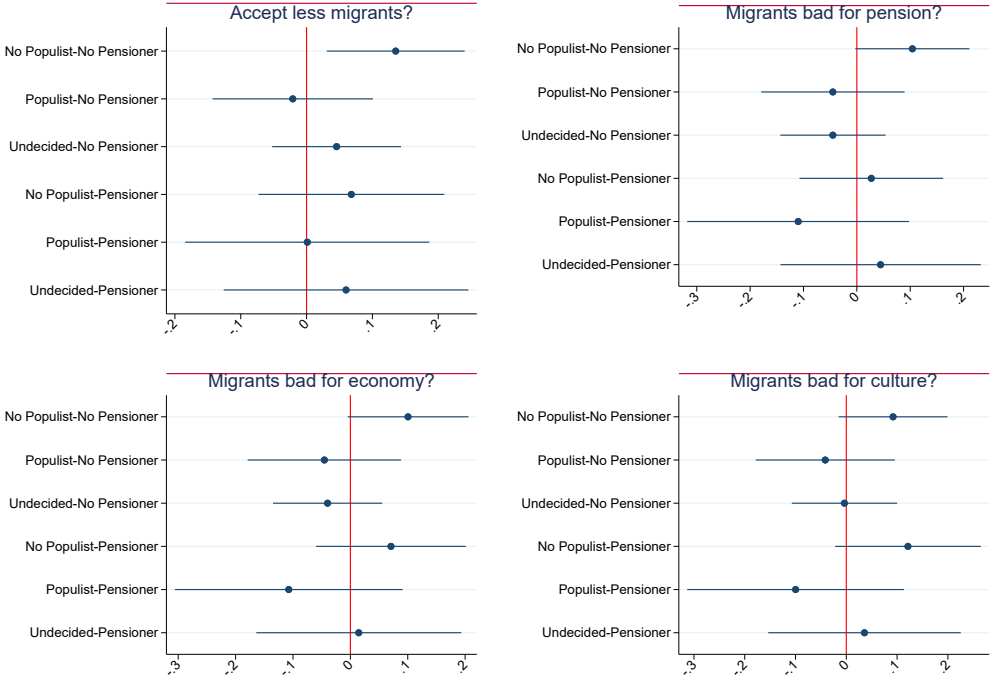 Accept less migrants?
No Populist-No Pensioner
Populist-No Pensioner
Undecided-No Pensioner
No Populist-Pensioner
Populist-Pensioner
Undecided-Pensioner
-.2 -.1 0 .1 .2
Migrants bad for pension?
No Populist-No Pensioner
Populist-No Pensioner
Undecided-No Pensioner
No Populist-Pensioner
Populist-Pensioner
Undecided-Pensioner
-.3 -.2 -.1 0 .1 .2
Migrants bad for economy?
No Populist-No Pensioner
Populist-No Pensioner
Undecided-No Pensioner
No Populist-Pensioner
Populist-Pensioner
Undecided-Pensioner
-.3 -.2 -.1 0 .1 .2
Migrants bad for culture?
No Populist-No Pensioner
Populist-No Pensioner
Undecided-No Pensioner
No Populist-Pensioner
Populist-Pensioner
Undecided-Pensioner
-.3 -.2 -.1 0 .1 .2